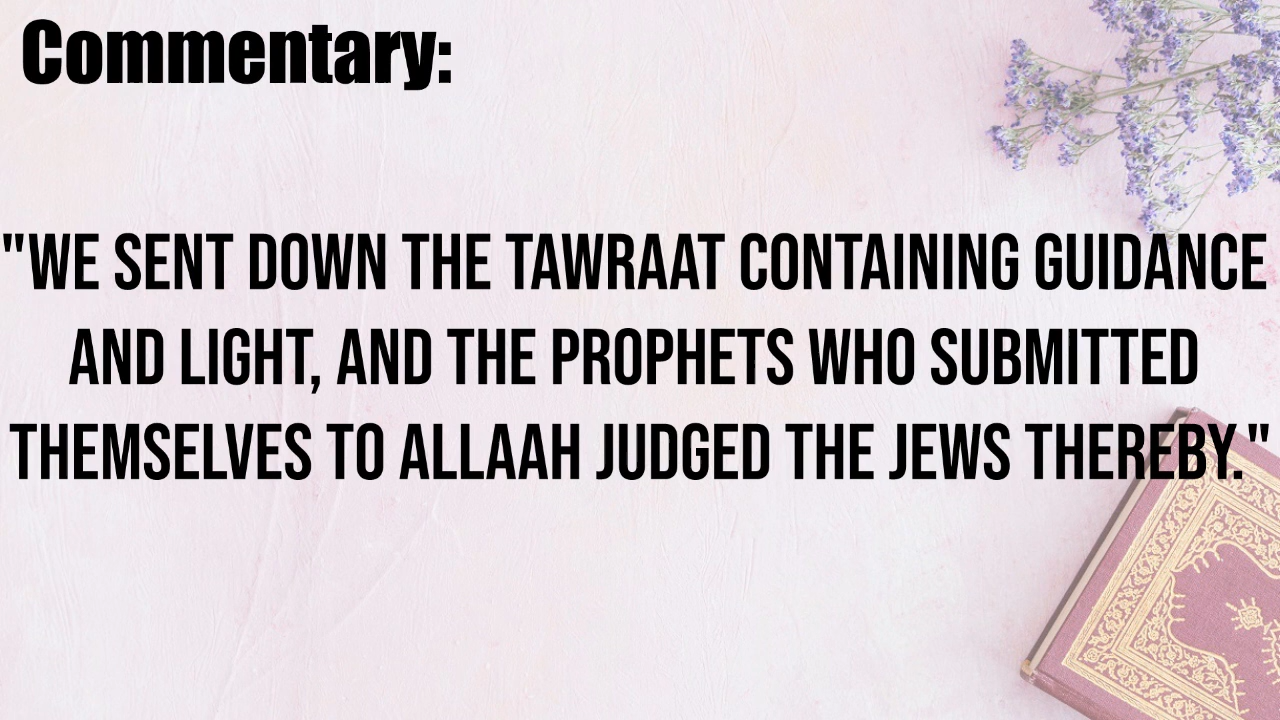 Commentary:
"WE SENT DOWN THE TAWRAAT CONTAINING GUIDANCE
AND LIGHT, AND THE PROPHETS WHO SUBMITTED
THEMSELVES TO ALLAAH JUDGED THE JEWS THEREBY."